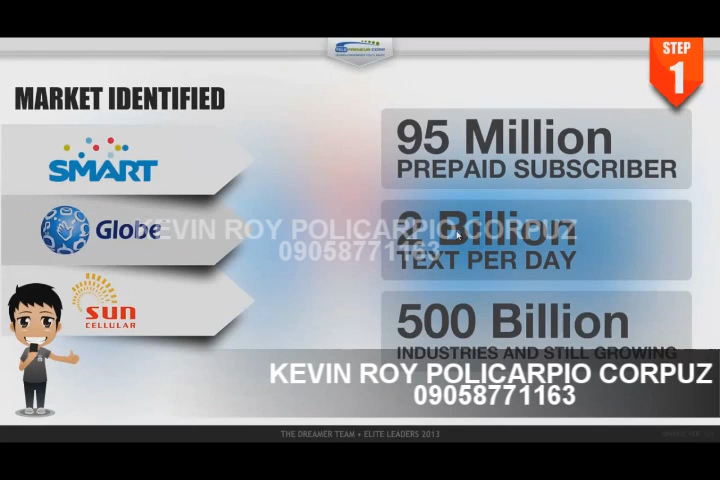 STEP
1
MARKET IDENTIFIED
SMART
Globe
SUN
CELLULAR
95 Million
PREPAID SUBSCRIBER
2 Billion
TEXT PER DAY
500 Billion
INDUSTRIES AND STILL GROWING
KEVIN ROY POLICARPIO CORPUZ
09058771163
KEVIN ROY POLICARPIO CORPUZ
09058771163
THE DREAMER TEAM • ELITE LEADERS 2013